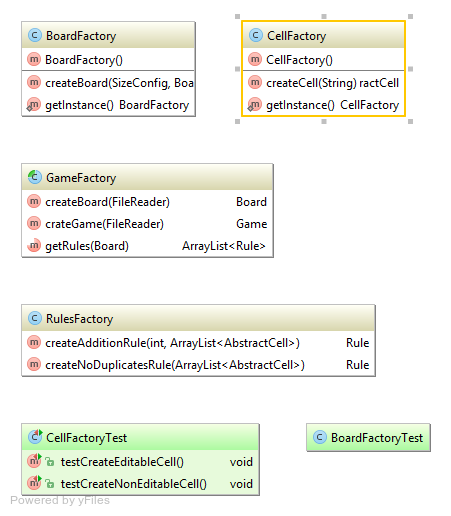 BoardFactory
BoardFactory()
createBoard(SizeConfig, Boa
getInstance() BoardFactory
CellFactory
CellFactory()
createCell(String) ractCell
getInstance() CellFactory
GameFactory
createBoard(FileReader) Board
crateGame(FileReader) Game
getRules(Board) ArrayList<Rule>
RulesFactory
createAdditionRule(int, ArrayList<AbstractCell>) Rule
createNoDuplicatesRule(ArrayList<AbstractCell>) Rule
CellFactoryTest
testCreateEditableCell() void
testCreateNonEditableCell() void
BoardFactoryTest
Powered by yFiles